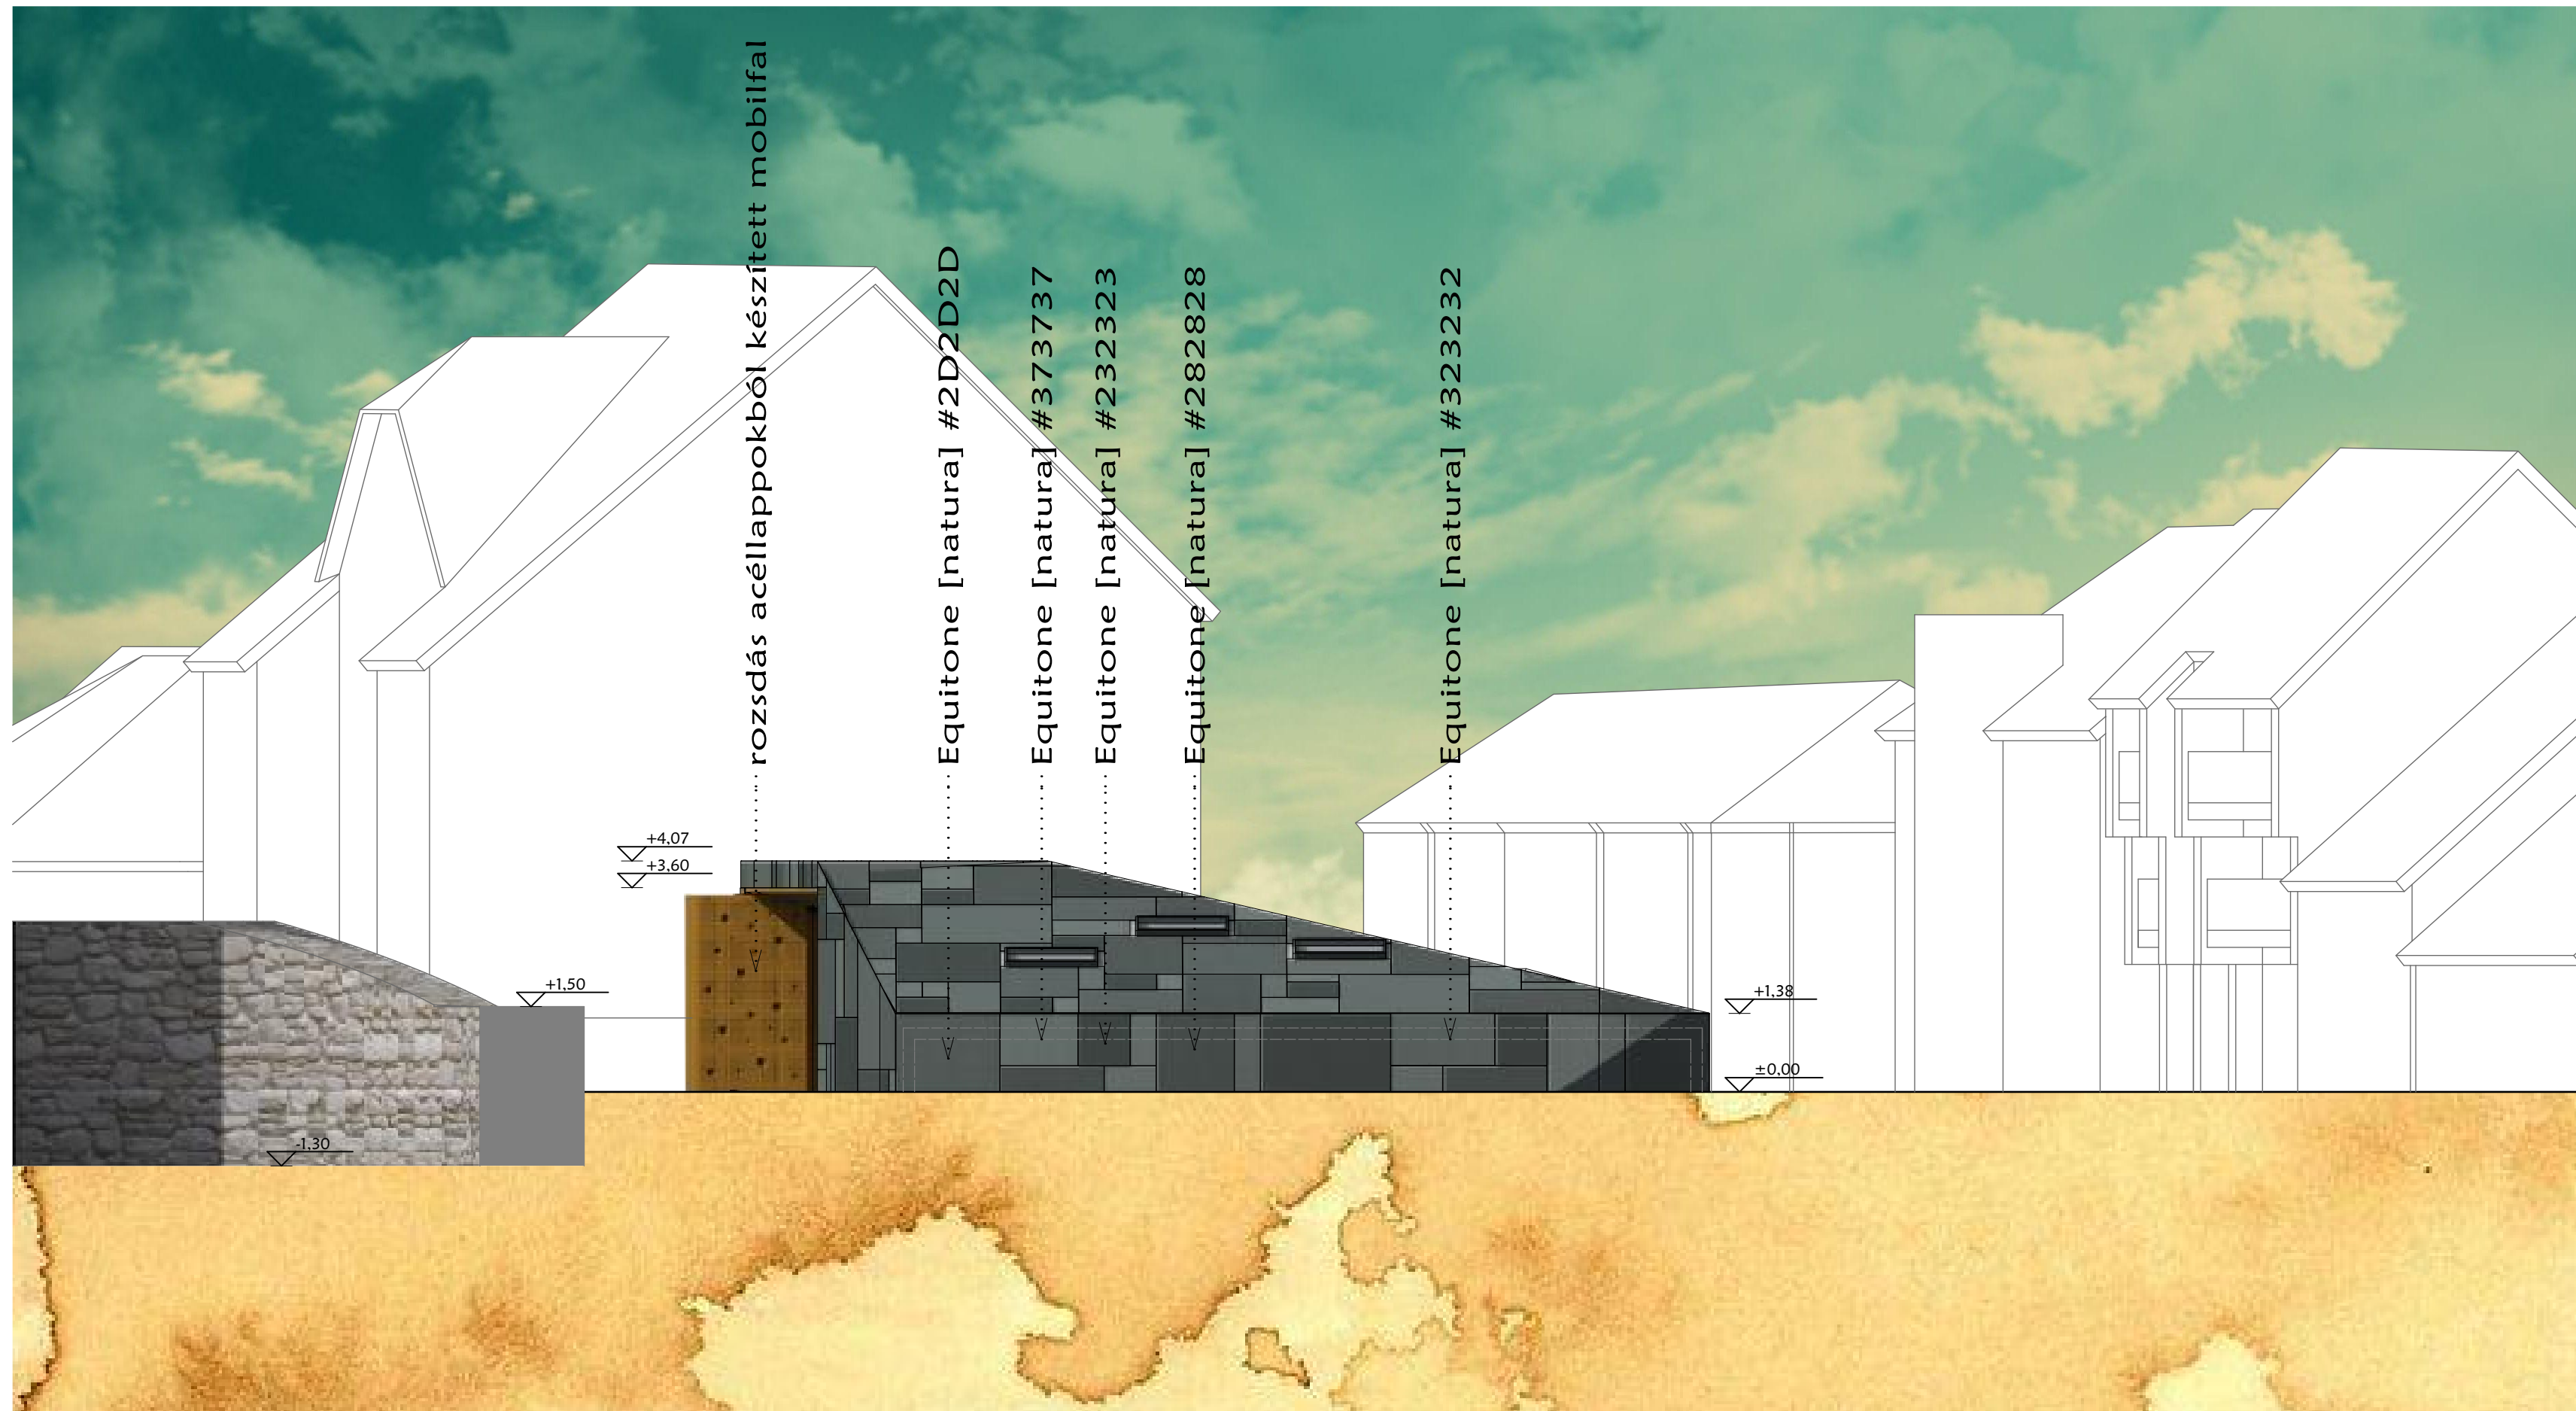 rozsdás acéllappokból készített mobilfal
Equitone [natura] #2D2D2D
Equitone [natura] #373737
Equitone [natura] #232323
Equitone [natura] #282828
Equitone [natura] #323232
+4,07
+3,60
+1,50
+1,38
±0,00
-1,30